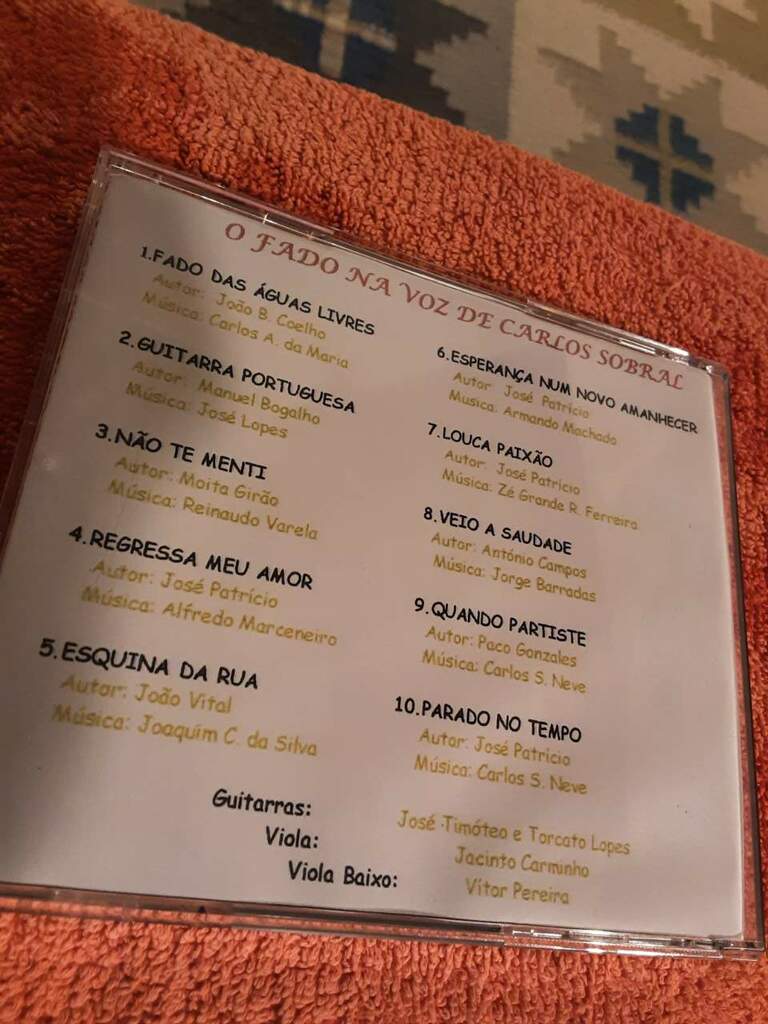 O FADO NA VOZ DE CARLOS SOBRAL
1.FADO DAS ÁGUAS LIVRES
Autor: João B. Coelho
Música: Carlos A. da Maria
2.GUITARRA PORTUGUESA
Autor: Manuel Bogalho
Música: José Lopes
3.NÃO TE MENTI
Autor: Moita Girão
Música: Reinaudo Varela
4.REGRESSA MEU AMOR
Autor: José Patrício
Música: Alfredo Marceneiro
5.ESQUINA DA RUA
Autor: João Vital
Música: Joaquim C. da Silva
6.ESPERANÇA NUM NOVO AMANHECER
Autor: José Patrício
Música: Armando Machado
7.LOUCA PAIXÃO
Autor: José Patrício
Música: Zé Grande R. Ferreira
8.VEIO A SAUDADE
Autor: António Campos
Música: Jorge Barradas
9.QUANDO PARTISTE
Autor: Paco Gonzales
Música: Carlos S. Neve
10.PARADO NO TEMPO
Autor: José Patrício
Música: Carlos S. Neve
Guitarras: José Timóteo e Torcato Lopes
Viola: Jacinto Carminho
Viola Baixo: Vítor Pereira